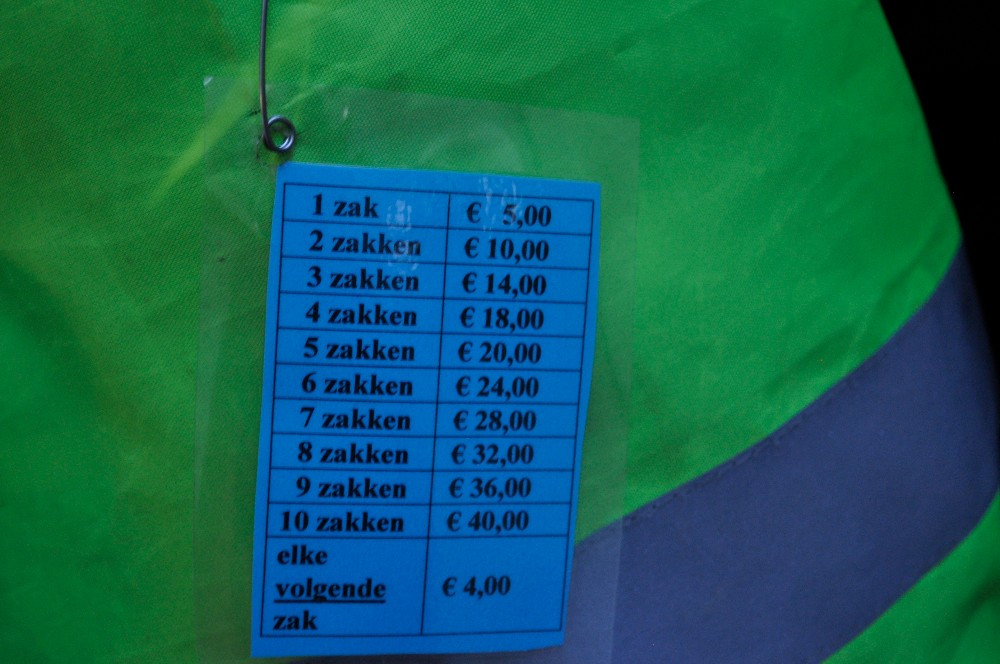 1 zak € 5,00
2 zakken € 10,00
3 zakken € 14,00
4 zakken € 18,00
5 zakken € 20,00
6 zakken € 24,00
7 zakken € 28,00
8 zakken € 32,00
9 zakken € 36,00
10 zakken € 40,00
elke
volgende € 4,00
zak